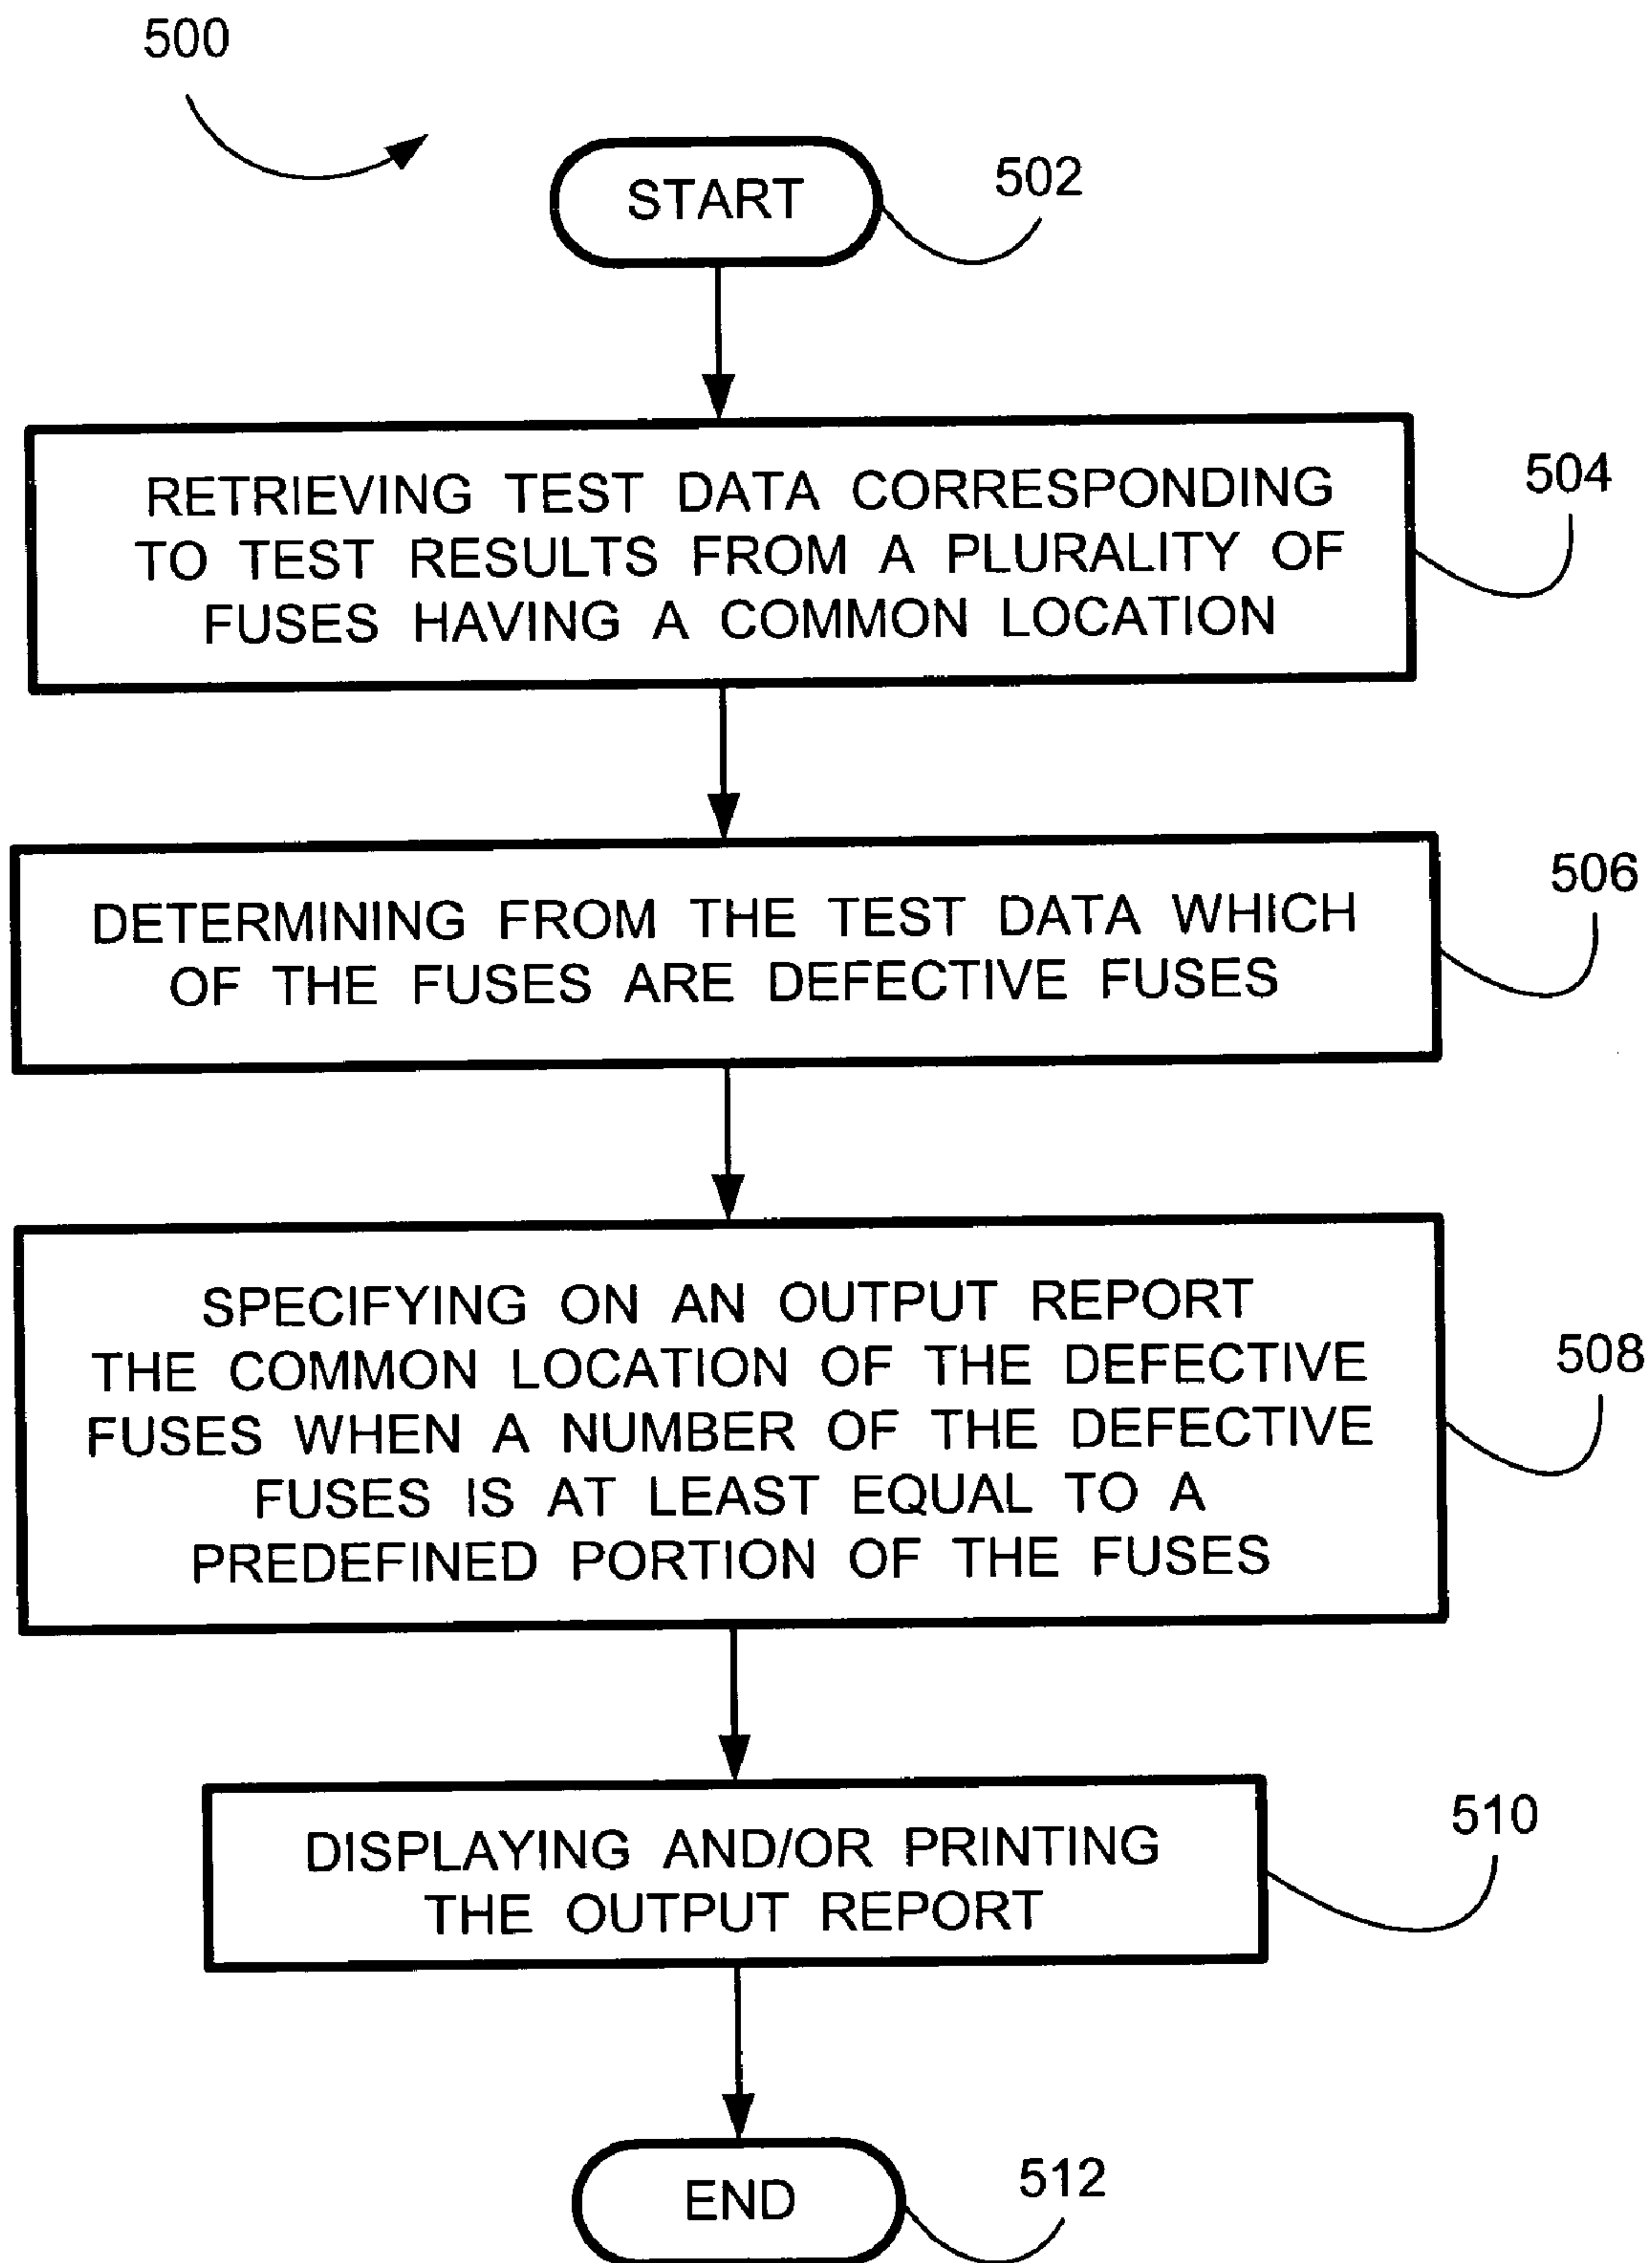 500
START
502
RETRIEVING TEST DATA CORRESPONDING
TO TEST RESULTS FROM A PLURALITY OF
FUSES HAVING A COMMON LOCATION
504
DETERMINING FROM THE TEST DATA WHICH
OF THE FUSES ARE DEFECTIVE FUSES
506
SPECIFYING ON AN OUTPUT REPORT
THE COMMON LOCATION OF THE DEFECTIVE
FUSES WHEN A NUMBER OF THE DEFECTIVE
FUSES IS AT LEAST EQUAL TO A
PREDEFINED PORTION OF THE FUSES
508
DISPLAYING AND/OR PRINTING
THE OUTPUT REPORT
510
END
512